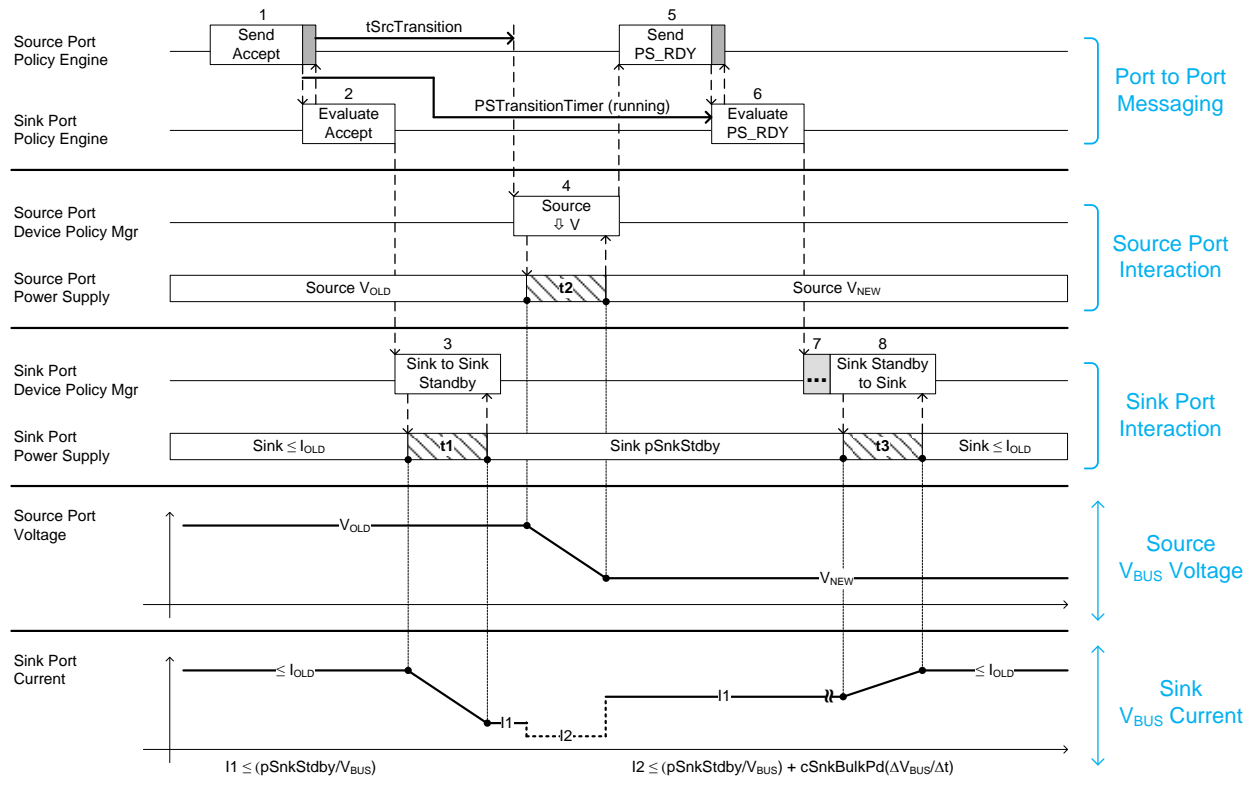 1
5
tSrcTransition
Source Port
Policy Engine
Send
Accept
Send
PS_RDY
Port to Port
Messaging
2
PSTransitionTimer (running)
6
Sink Port
Policy Engine
Evaluate
Accept
Evaluate
PS_RDY
4
Source Port
Device Policy Mgr
Source
⇩ V
Source Port
Interaction
Source Port
Power Supply
Source VOLD
t2
Source VNEW
3
7
8
Sink Port
Device Policy Mgr
Sink to Sink
Standby
...
Sink Standby
to Sink
Sink Port
Interaction
Sink Port
Power Supply
Sink ≤ IOLD
t1
Sink pSnkStdby
t3
Sink ≤ IOLD
Source Port
Voltage
VOLD
VNEW
Source
VBUS Voltage
Sink Port
Current
≤ IOLD
I1
I2
I1
≤ IOLD
Sink
VBUS Current
I1 ≤ (pSnkStdby/VBUS)
I2 ≤ (pSnkStdby/VBUS) + cSnkBulkPd(ΔVBUS/Δt)